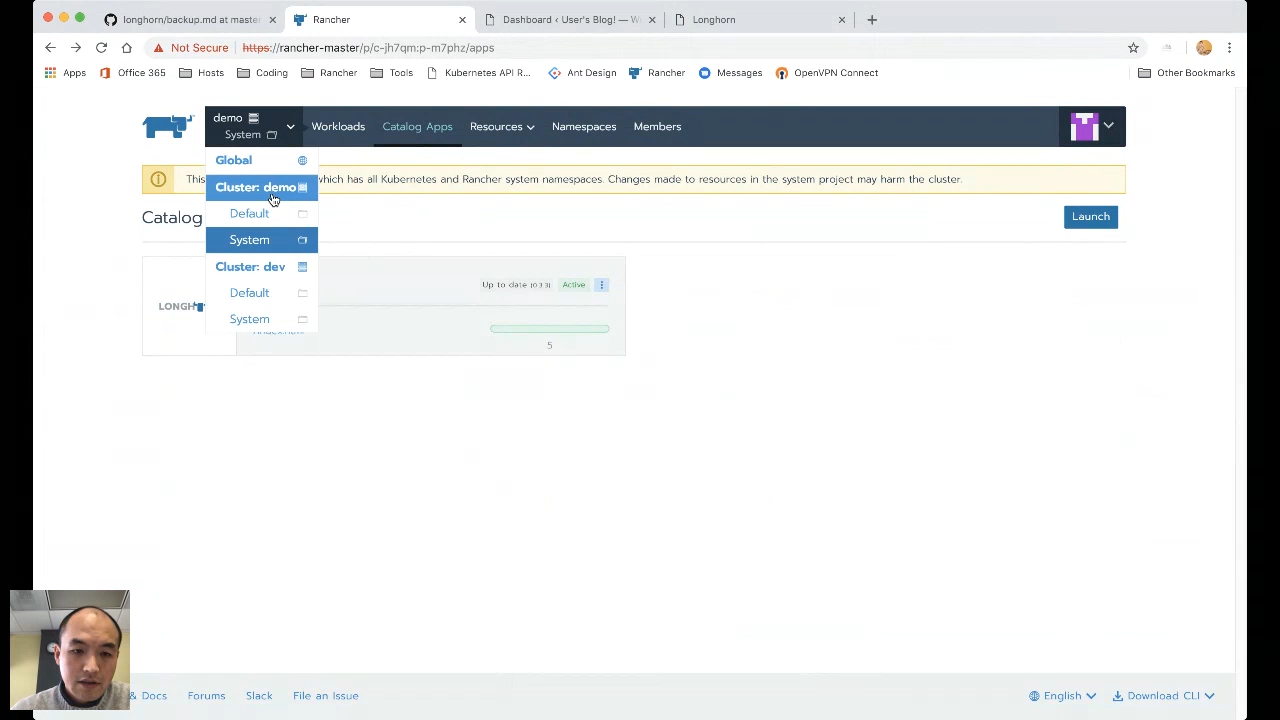 longhorn/backup.md at master
Rancher
Dashboard ‹ User's Blog! — W
Longhorn
Not Secure
https://rancher-master/p/c-jh7qm:p-m7phz/apps
Apps
Office 365
Hosts
Coding
Rancher
Tools
Kubernetes API R...
Ant Design
Rancher
Messages
OpenVPN Connect
Other Bookmarks
demo
System
Workloads
Catalog Apps
Resources
Namespaces
Members
Global
This
which has all Kubernetes and Rancher system namespaces. Changes made to resources in the system project may harm the cluster.
Cluster: demo
Default
Catalog
Launch
System
Cluster: dev
Default
System
Up to date (0.3.3)
Active
LONGH
5
& Docs
Forums
Slack
File an Issue
English
Download CLI